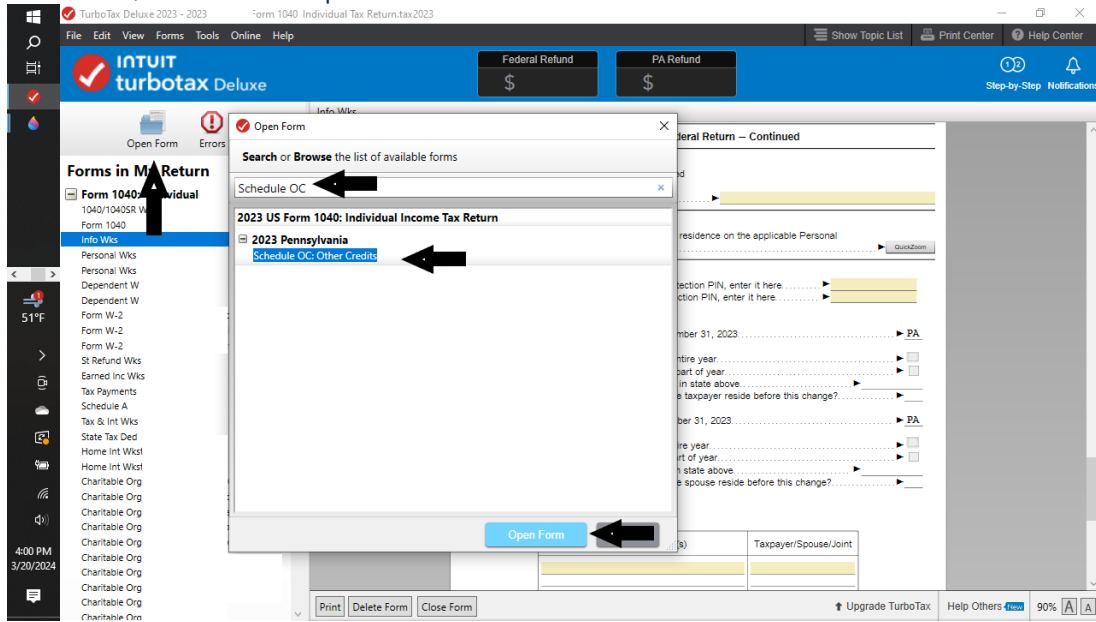 TurboTax Deluxe 2023 - 2023 Form 1040 Individual Tax Return.tax2023
File Edit View Forms Tools Online Help
Show Topic List Print Center Help Center
INTUIT
turbotax Deluxe
Federal Refund
$
PA Refund
$
Step-by-Step Notifications
Open Form Errors
Info Wks
Forms in My Return
Form 1040: Individual
1040/1040SR W
Form 1040
Info Wks
Personal Wks
Personal Wks
Dependent W
Dependent W
Form W-2
Form W-2
Form W-2
St Refund Wks
Earned Inc Wks
Tax Payments
Schedule A
Tax & Int Wks
State Tax Ded
Home Int Wkst
Home Int Wkst
Charitable Org
Charitable Org
Charitable Org
Charitable Org
Charitable Org
Charitable Org
Charitable Org
Charitable Org
Charitable Org
Charitable Org
Open Form
Search or Browse the list of available forms
Schedule OC
2023 US Form 1040: Individual Income Tax Return
2023 Pennsylvania
Schedule OC: Other Credits
Open Form
deral Return – Continued
residence on the applicable Personal
QuickZoom
tection PIN, enter it here
ction PIN, enter it here
mber 31, 2023 PA
ntire year
part of year
in state above
e taxpayer reside before this change?
ber 31, 2023 PA
ire year
rt of year
n state above
e spouse reside before this change?
(s) Taxpayer/Spouse/Joint
Print Delete Form Close Form
Upgrade TurboTax Help Others New 90% A A
51°F
4:00 PM
3/20/2024